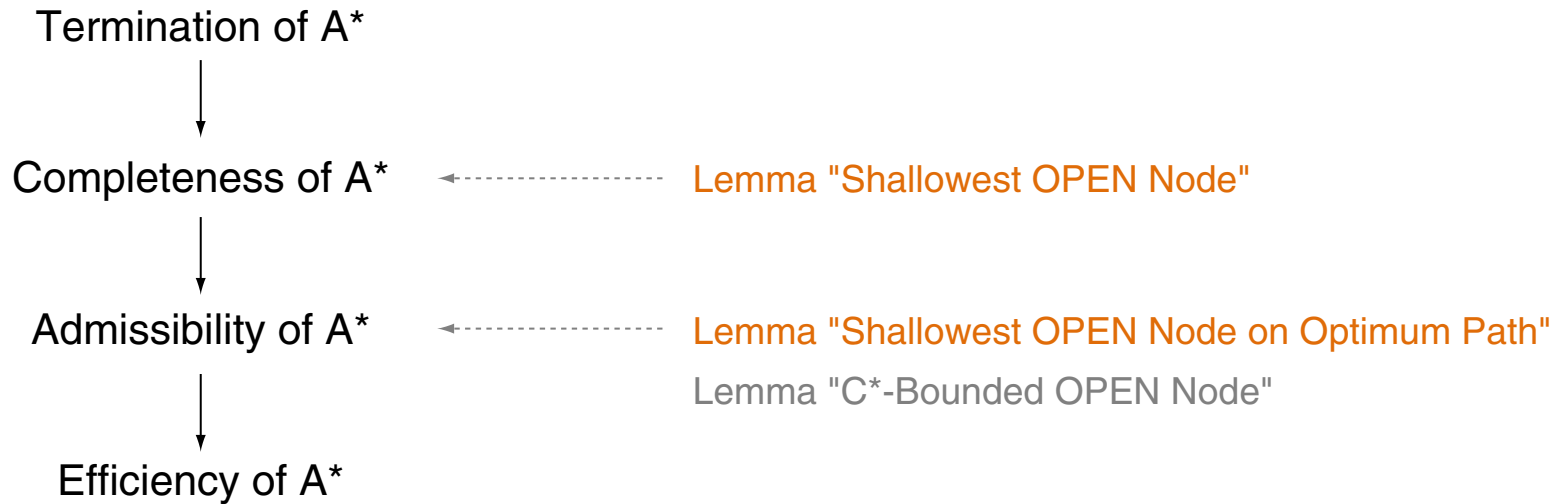 Termination of A*
Completeness of A*
Lemma "Shallowest OPEN Node"
Admissibility of A*
Lemma "Shallowest OPEN Node on Optimum Path"
Lemma "C*-Bounded OPEN Node"
Efficiency of A*